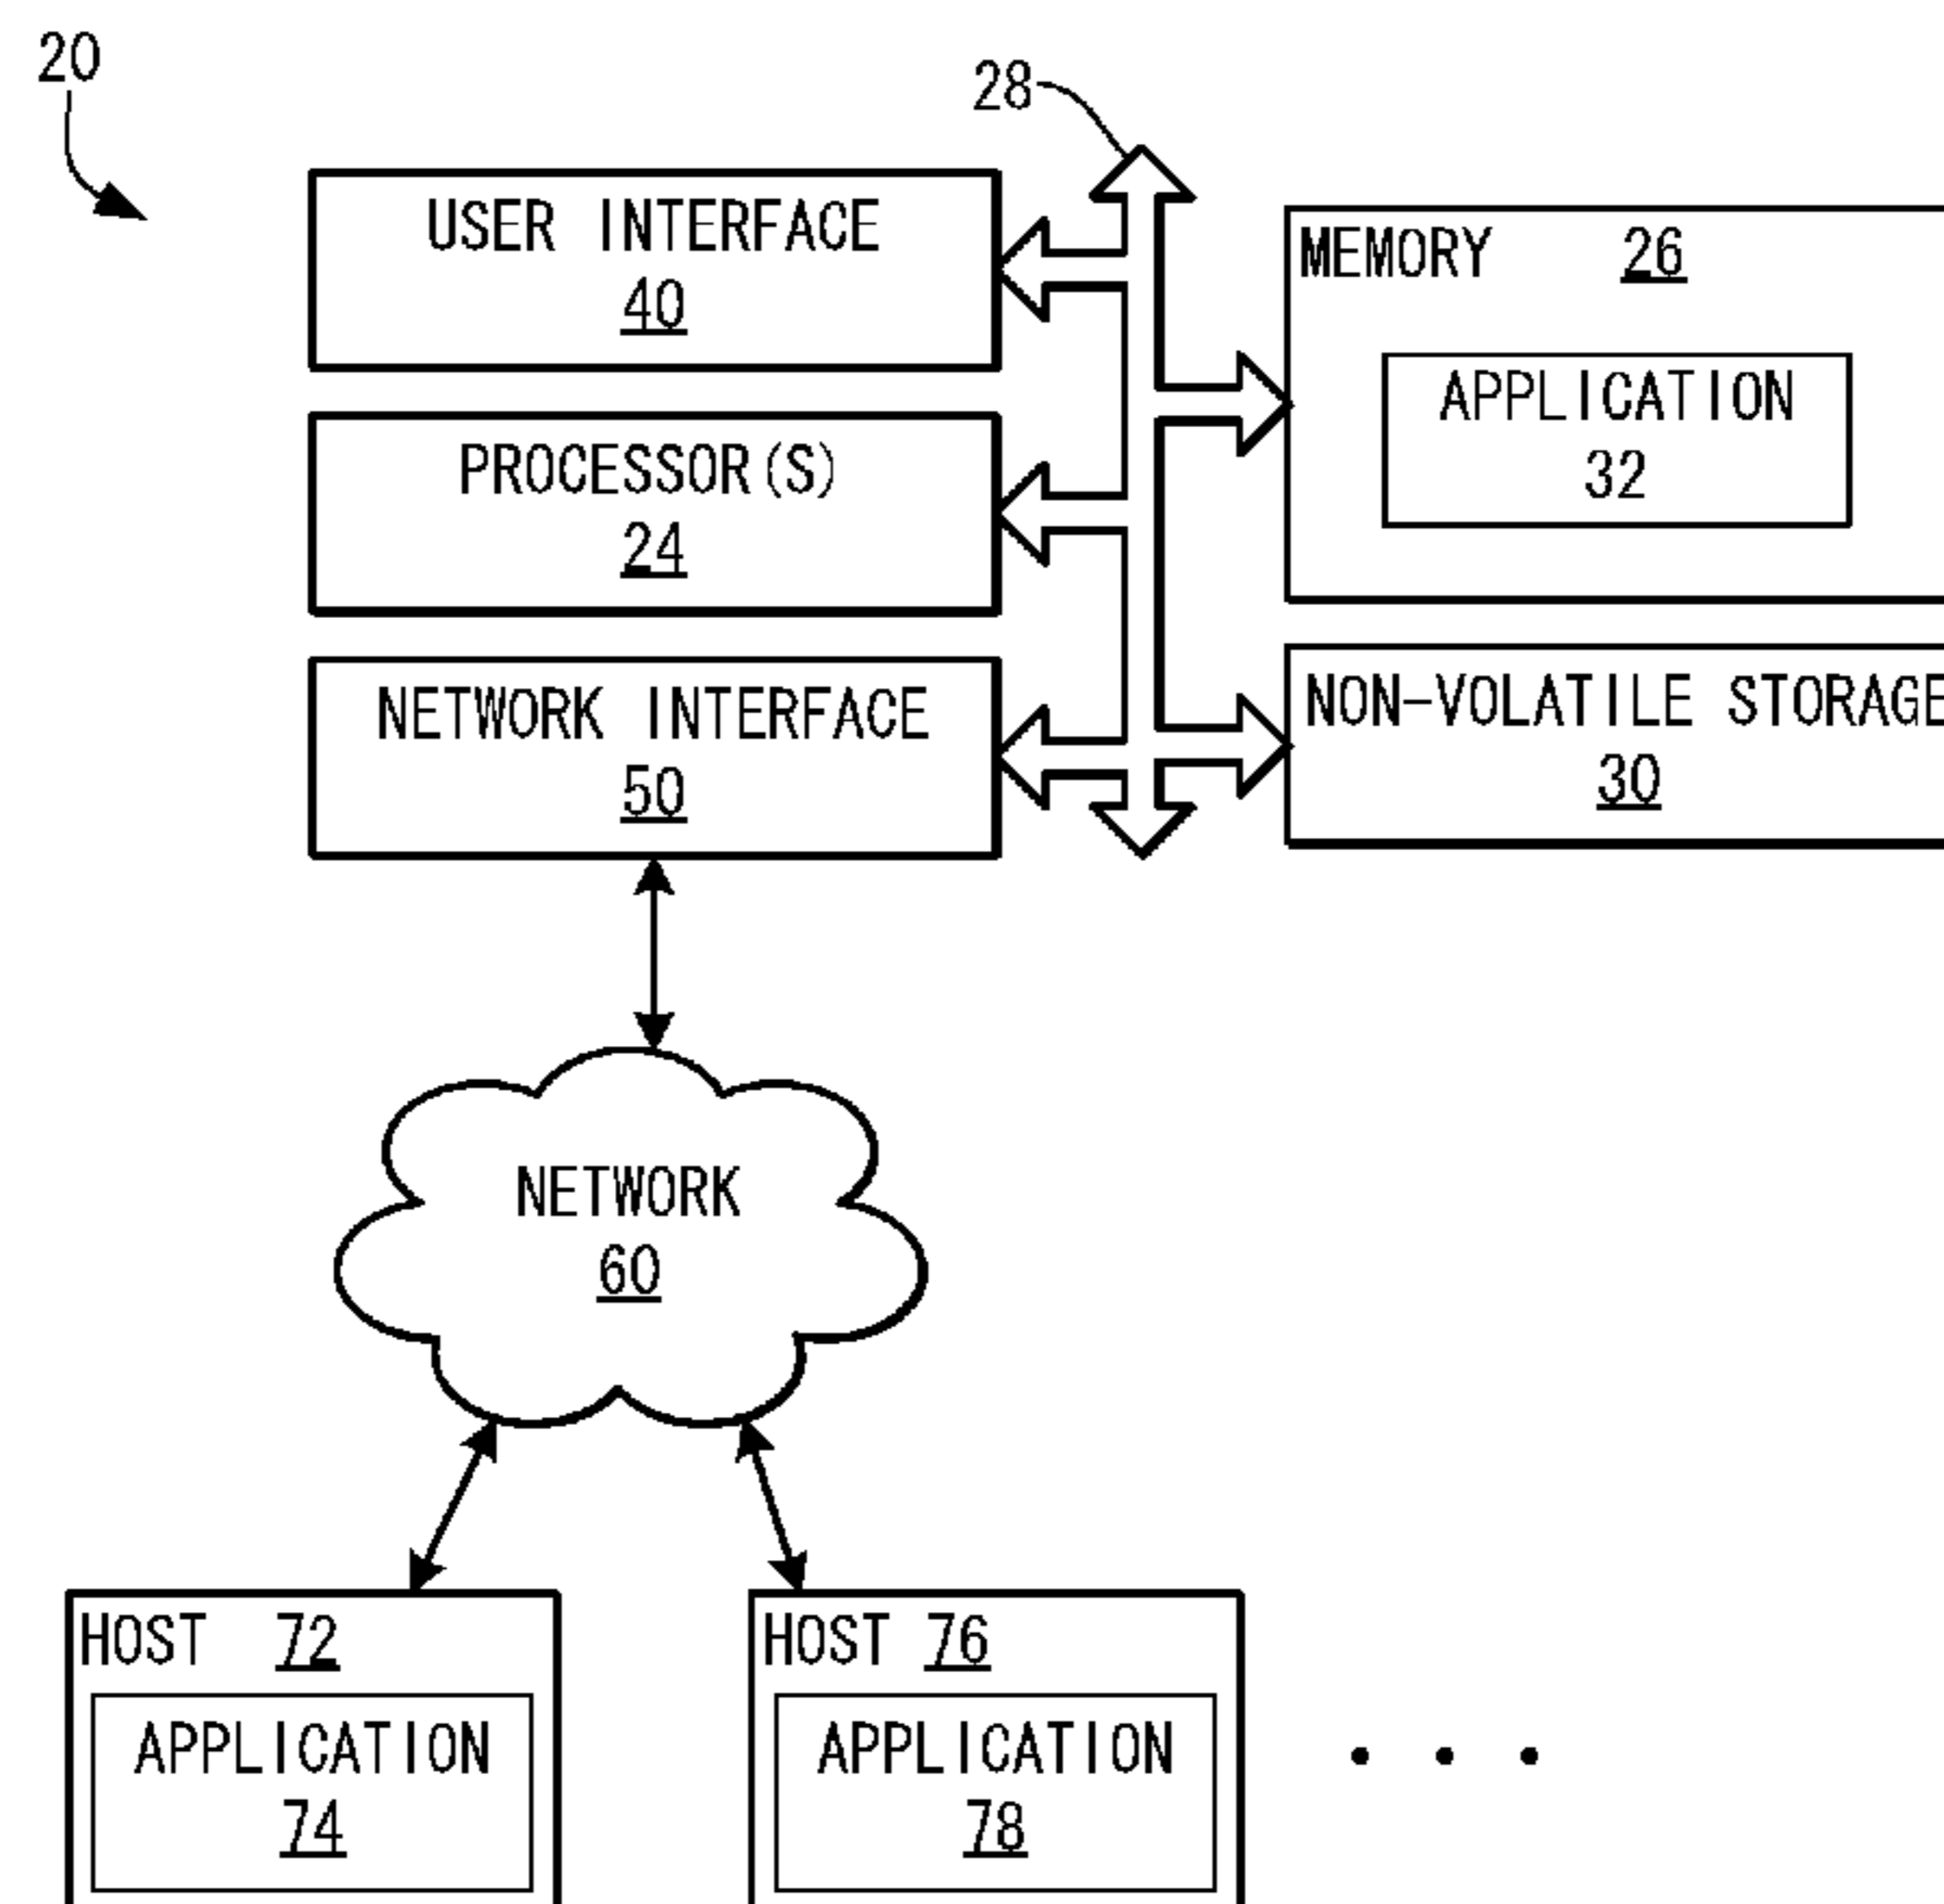 20
28
USER INTERFACE
40
MEMORY 26
APPLICATION
32
PROCESSOR(S)
24
NETWORK INTERFACE
50
NON-VOLATILE STORAGE
30
NETWORK
60
HOST 72
APPLICATION
74
HOST 76
APPLICATION
78
. . .